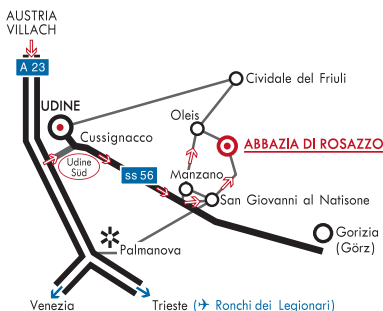 AUSTRIA
VILLACH
A 23
Cividale del Friuli
UDINE
Oleis
Cussignacco
ABBAZIA DI ROSAZZO
Udine
Süd
ss 56
Manzano
San Giovanni al Natisone
Gorizia
(Görz)
Palmanova
Venezia
Trieste (✈ Ronchi dei Legionari)